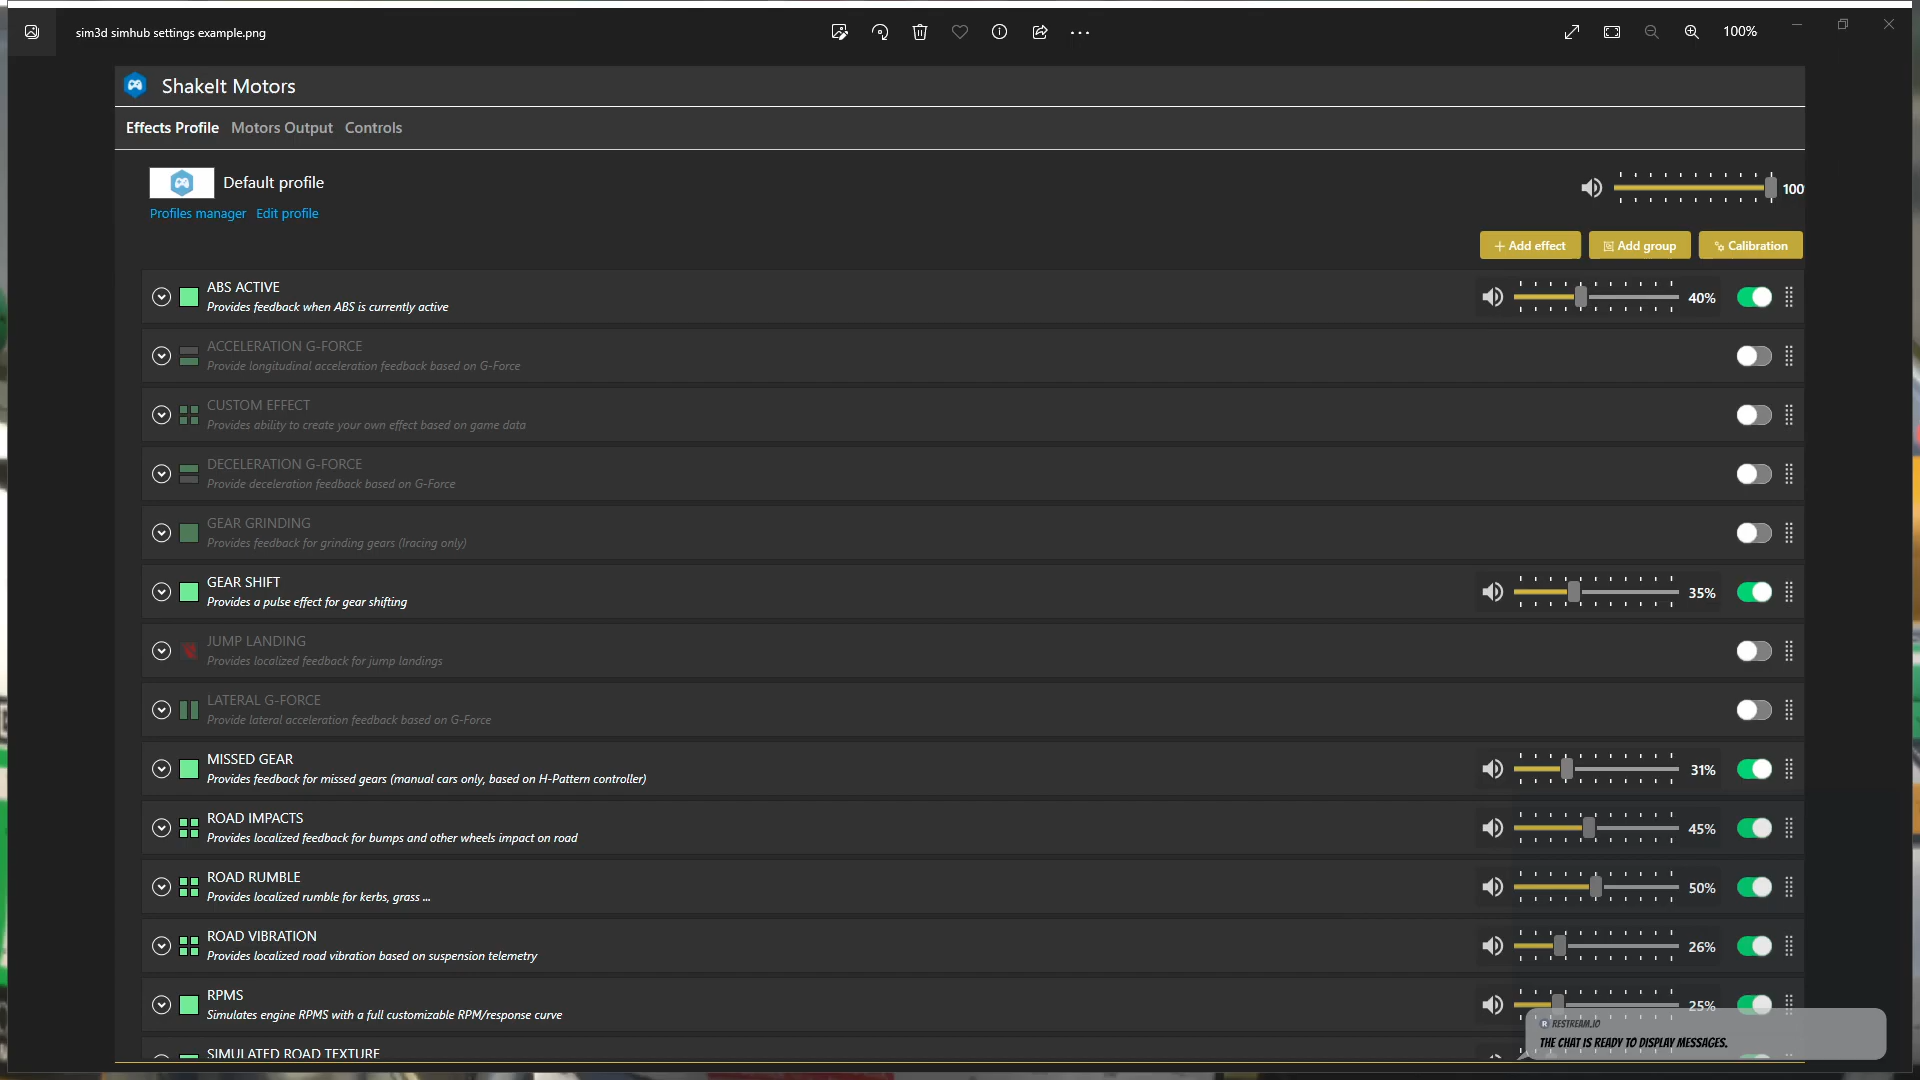 sim3d simhub settings example.png
100%
ShakeIt Motors
Effects Profile Motors Output Controls
Default profile
100
Profiles manager Edit profile
Add effect Add group Calibration
ABS ACTIVE
Provides feedback when ABS is currently active
40%
ACCELERATION G-FORCE
Provide longitudinal acceleration feedback based on G-Force
CUSTOM EFFECT
Provides ability to create your own effect based on game data
DECELERATION G-FORCE
Provide deceleration feedback based on G-Force
GEAR GRINDING
Provides feedback for grinding gears (Iracing only)
GEAR SHIFT
Provides a pulse effect for gear shifting
35%
JUMP LANDING
Provides localized feedback for jump landings
LATERAL G-FORCE
Provide lateral acceleration feedback based on G-Force
MISSED GEAR
Provides feedback for missed gears (manual cars only, based on H-Pattern controller)
31%
ROAD IMPACTS
Provides localized feedback for bumps and other wheels impact on road
45%
ROAD RUMBLE
Provides localized rumble for kerbs, grass ...
50%
ROAD VIBRATION
Provides localized road vibration based on suspension telemetry
26%
RPMS
Simulates engine RPMS with a full customizable RPM/response curve
25%
R RESTREAM.IO
THE CHAT IS READY TO DISPLAY MESSAGES.
SIMULATED ROAD TEXTURE